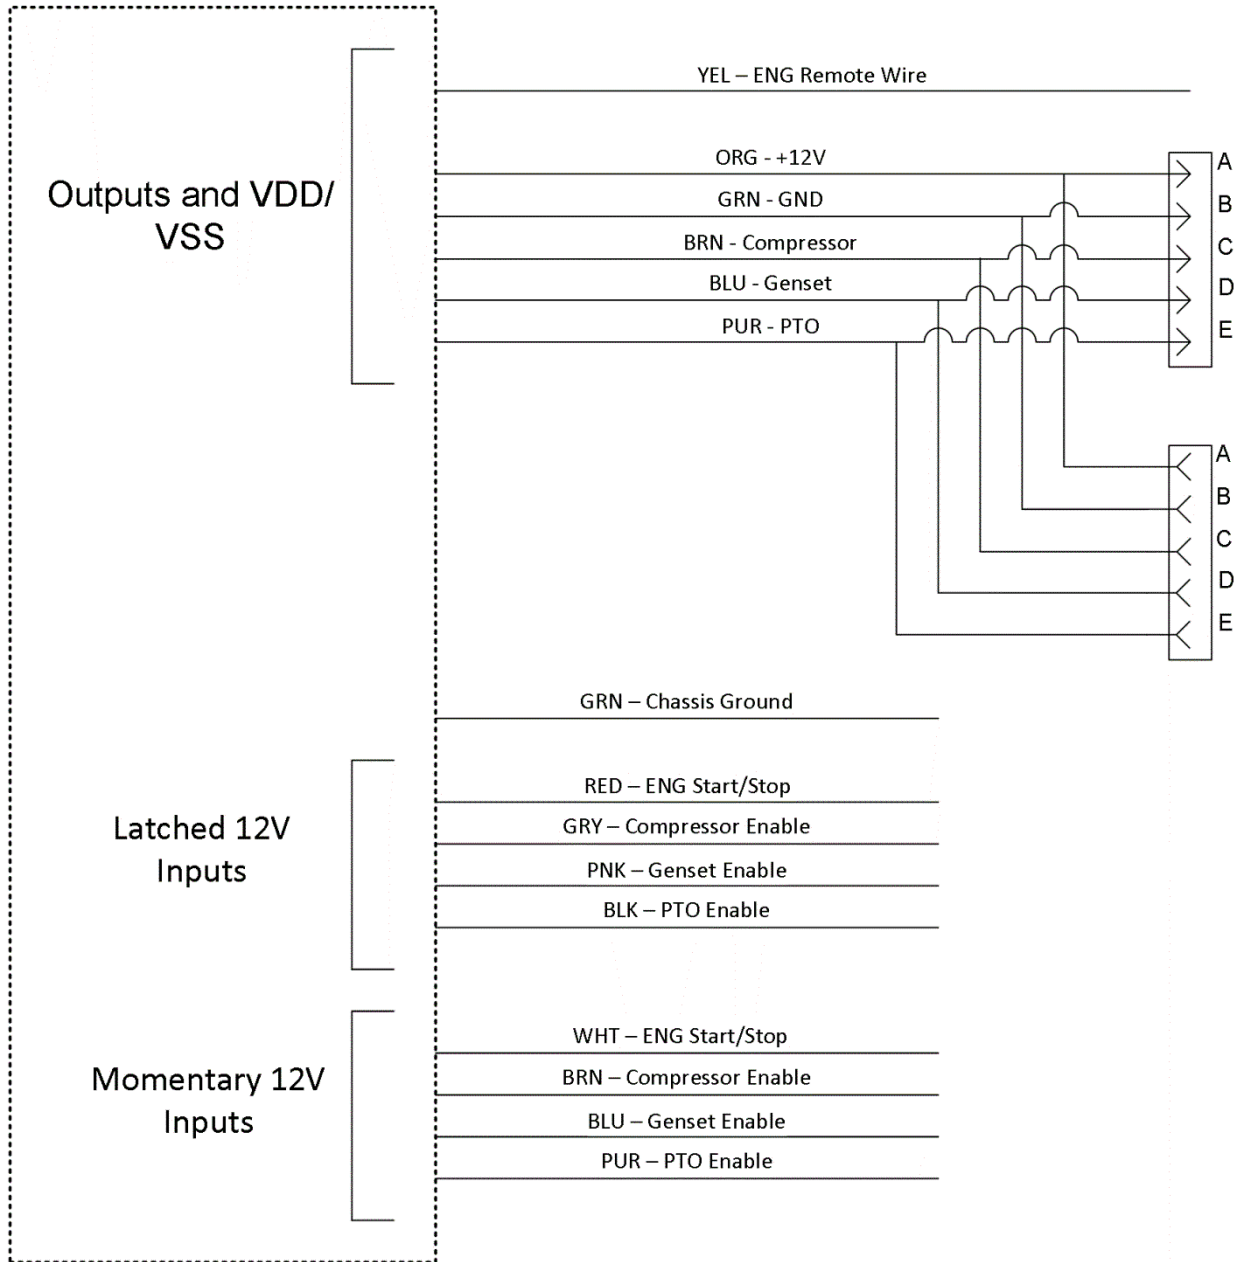 YEL – ENG Remote Wire
Outputs and VDD/
VSS
ORG - +12V
A
GRN - GND
B
BRN - Compressor
C
BLU - Genset
D
PUR - PTO
E
A
B
C
D
E
GRN – Chassis Ground
Latched 12V
Inputs
RED – ENG Start/Stop
GRY – Compressor Enable
PNK – Genset Enable
BLK – PTO Enable
Momentary 12V
Inputs
WHT – ENG Start/Stop
BRN – Compressor Enable
BLU – Genset Enable
PUR – PTO Enable